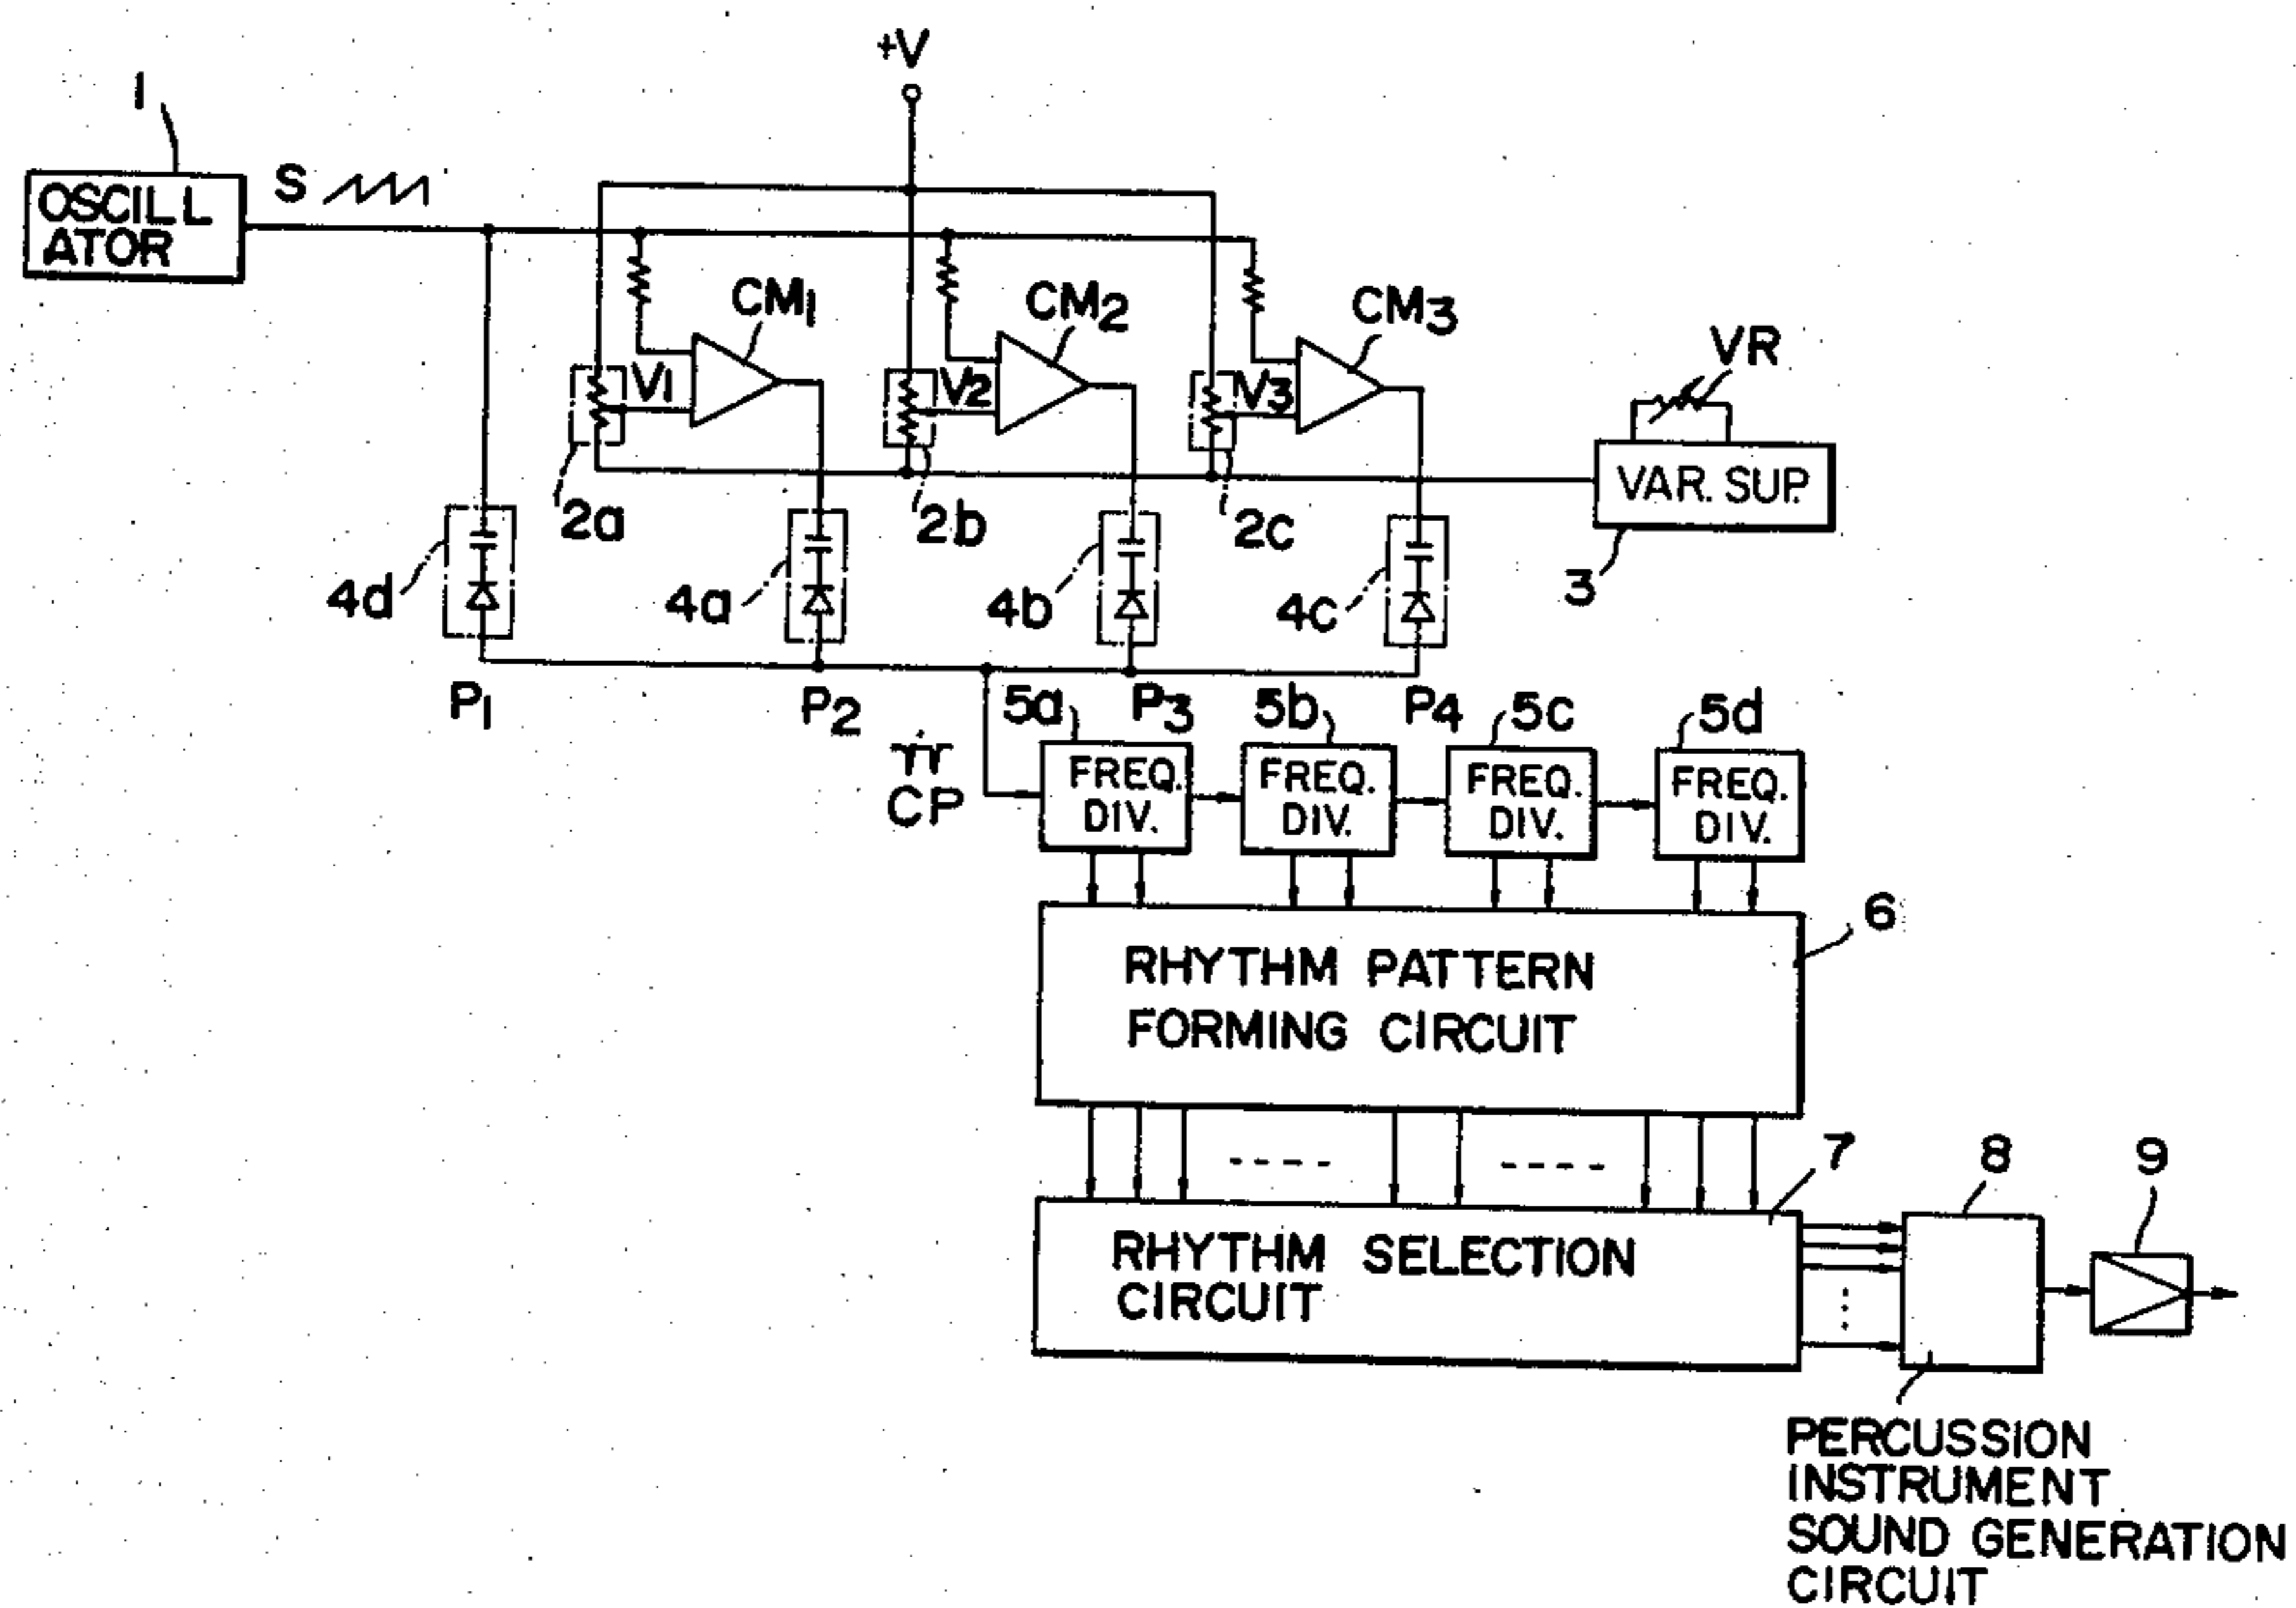 +V
1
S
OSCILL
ATOR
CM1
CM2
CM3
VR
V1
V2
V3
VAR. SUP.
2a
2b
2c
3
4d
4a
4b
4c
P1
P2
P3
P4
5a
5b
5c
5d
CP
FREQ.
DIV.
FREQ.
DIV.
FREQ.
DIV.
FREQ.
DIV.
6
RHYTHM PATTERN
FORMING CIRCUIT
7
8
9
RHYTHM SELECTION
CIRCUIT
PERCUSSION
INSTRUMENT
SOUND GENERATION
CIRCUIT